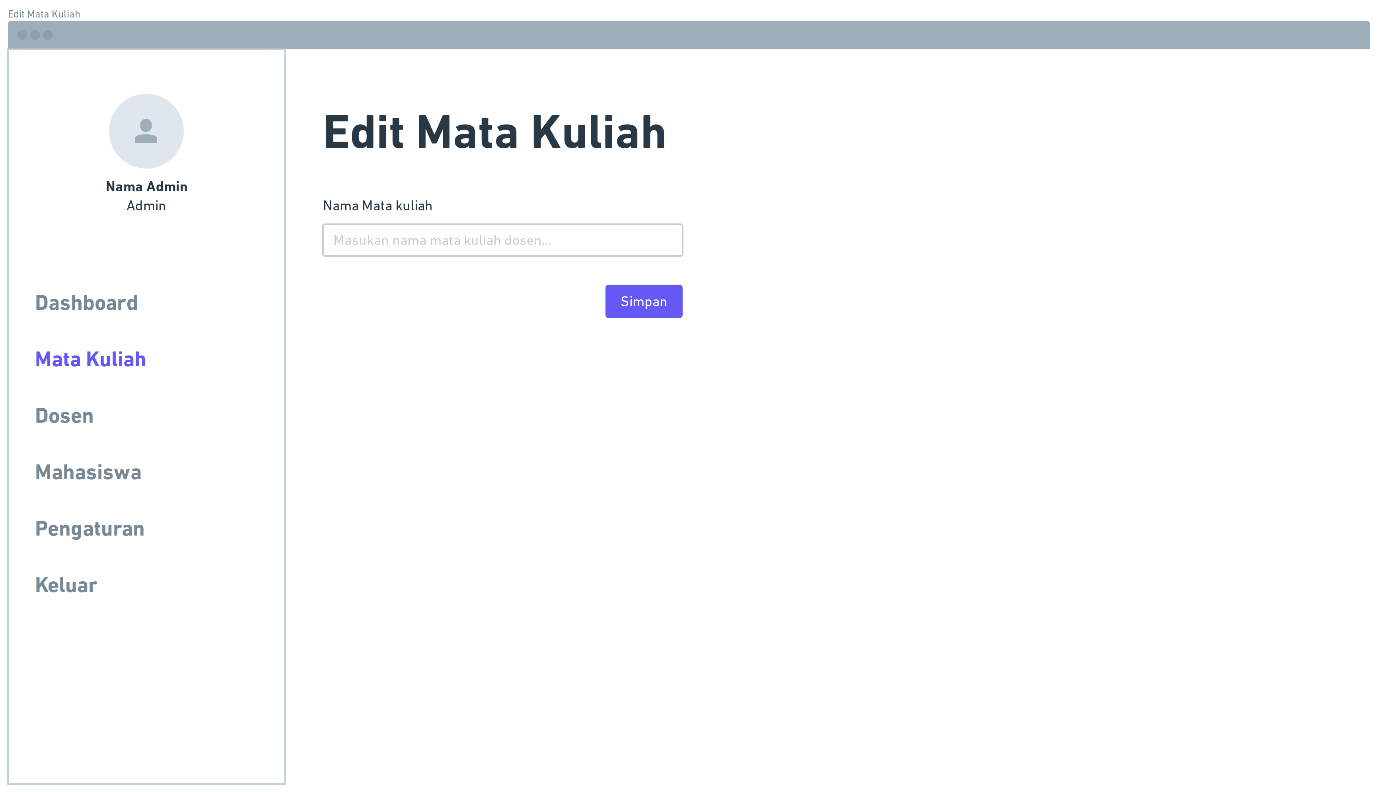 Edit Mata Kuliah
Nama Admin
Admin
Dashboard
Mata Kuliah
Dosen
Mahasiswa
Pengaturan
Keluar
Edit Mata Kuliah
Nama Mata kuliah
Masukan nama mata kuliah dosen...
Simpan